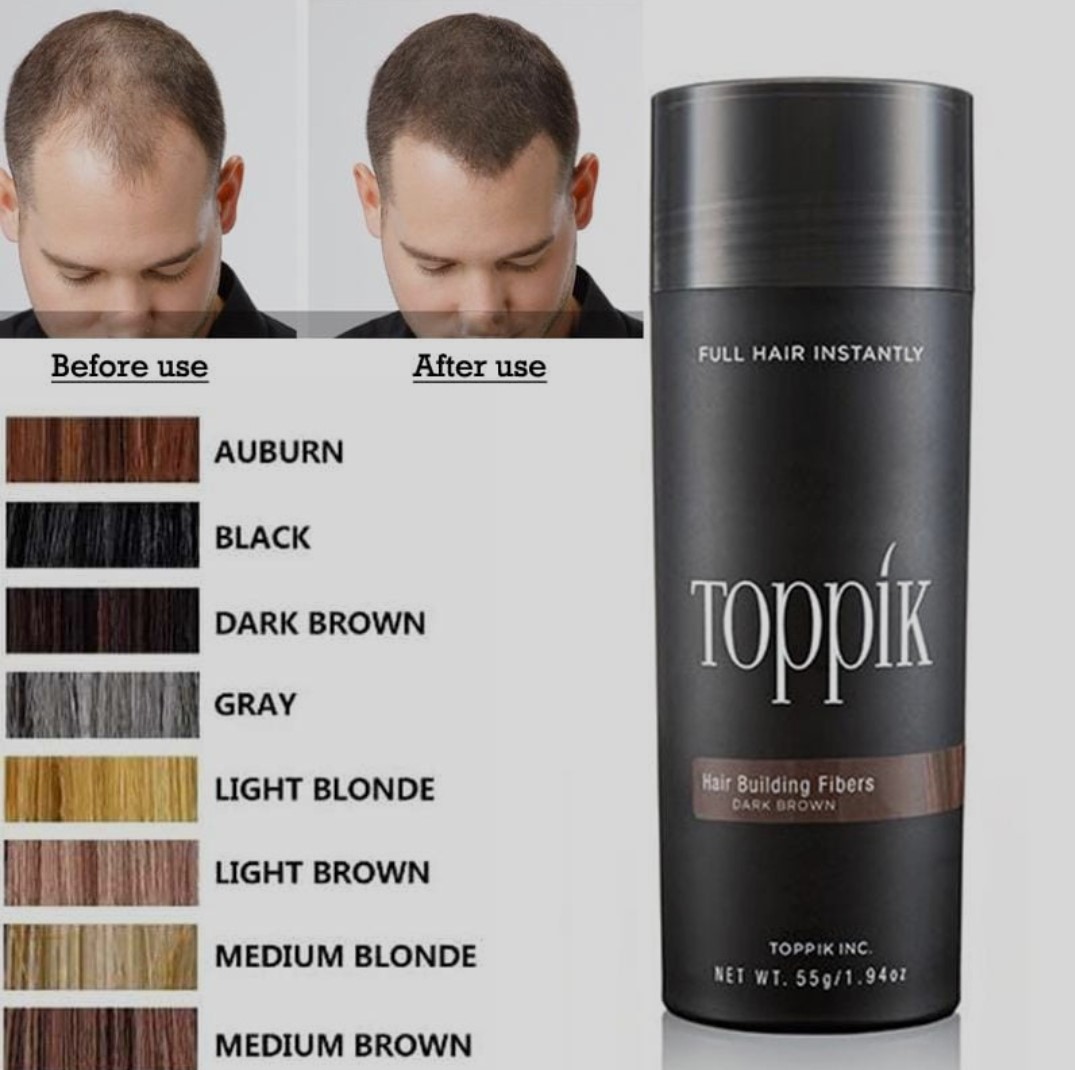 Before use
After use
AUBURN
BLACK
DARK BROWN
GRAY
LIGHT BLONDE
LIGHT BROWN
MEDIUM BLONDE
MEDIUM BROWN
FULL HAIR INSTANTLY
Toppik
Hair Building Fibers
DARK BROWN
TOPPIK INC.
NET WT. 55g/1.94oz